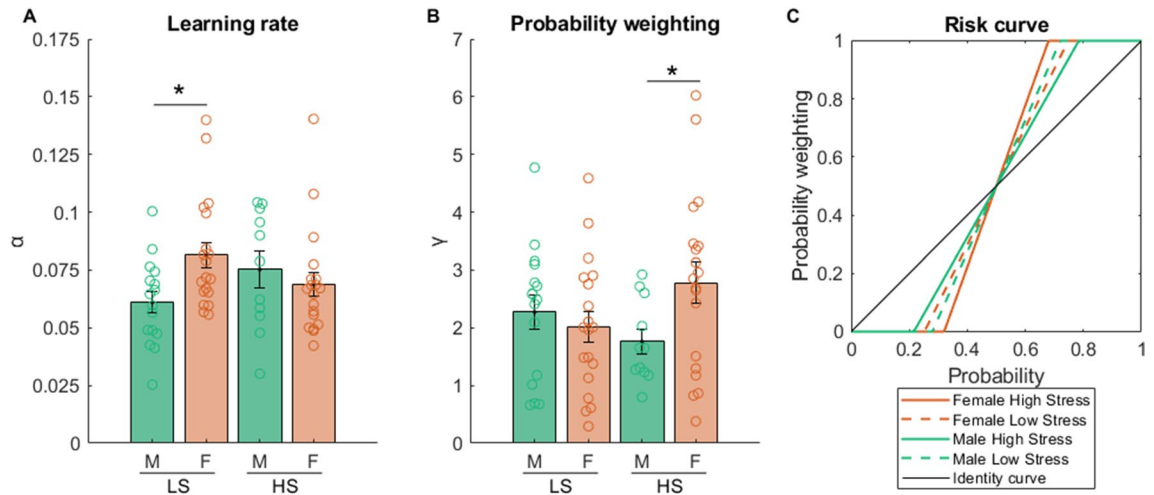 A
Learning rate
0.175
0.15
0.125
0.1
0.075
0.05
0.025
0
α
*
M F M F
LS HS
B
Probability weighting
7
6
5
4
3
2
1
0
γ
*
M F M F
LS HS
C
Risk curve
1
0.8
0.6
0.4
0.2
0
Probability weighting
0 0.2 0.4 0.6 0.8 1
Probability
Female High Stress
Female Low Stress
Male High Stress
Male Low Stress
Identity curve